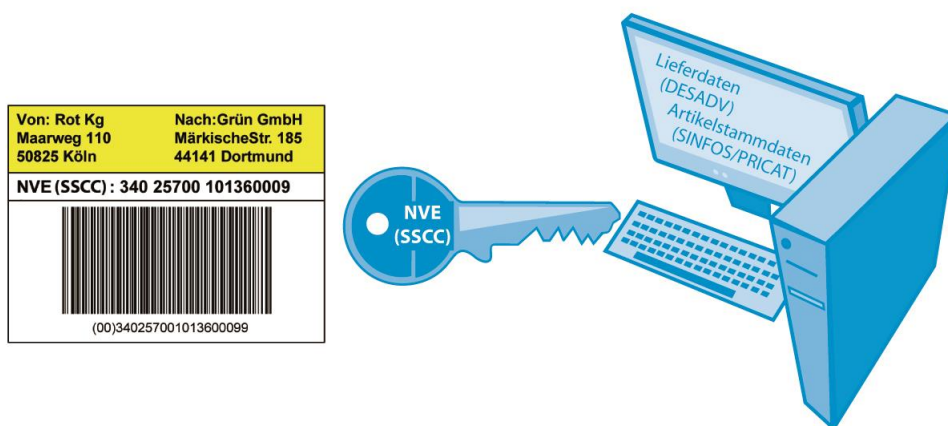 Von: Rot Kg
Maarweg 110
50825 Köln
Nach:Grün GmbH
MärkischeStr. 185
44141 Dortmund
NVE (SSCC) : 340 25700 101360009
(00)340257001013600099
NVE
(SSCC)
Lieferdaten
(DESADV)
Artikelstammdaten
(SINFOS/PRICAT)